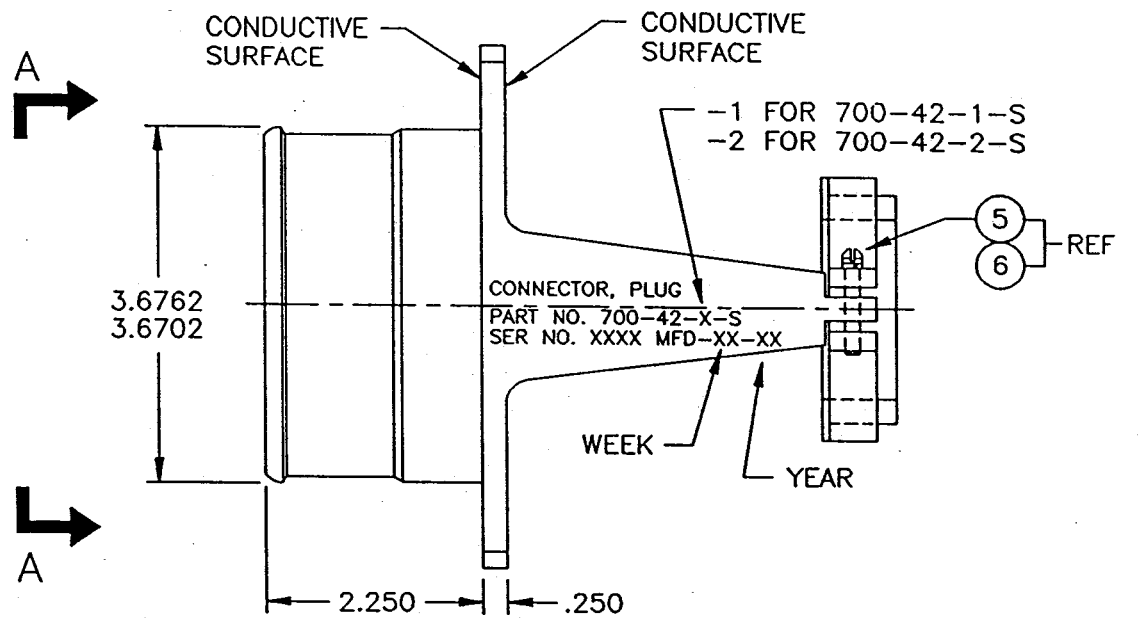 CONDUCTIVE
SURFACE
CONDUCTIVE
SURFACE
A
-1 FOR 700-42-1-S
-2 FOR 700-42-2-S
5
6
REF
3.6762
3.6702
CONNECTOR, PLUG
PART NO. 700-42-X-S
SER NO. XXXX MFD-XX-XX
WEEK
YEAR
A
2.250
.250